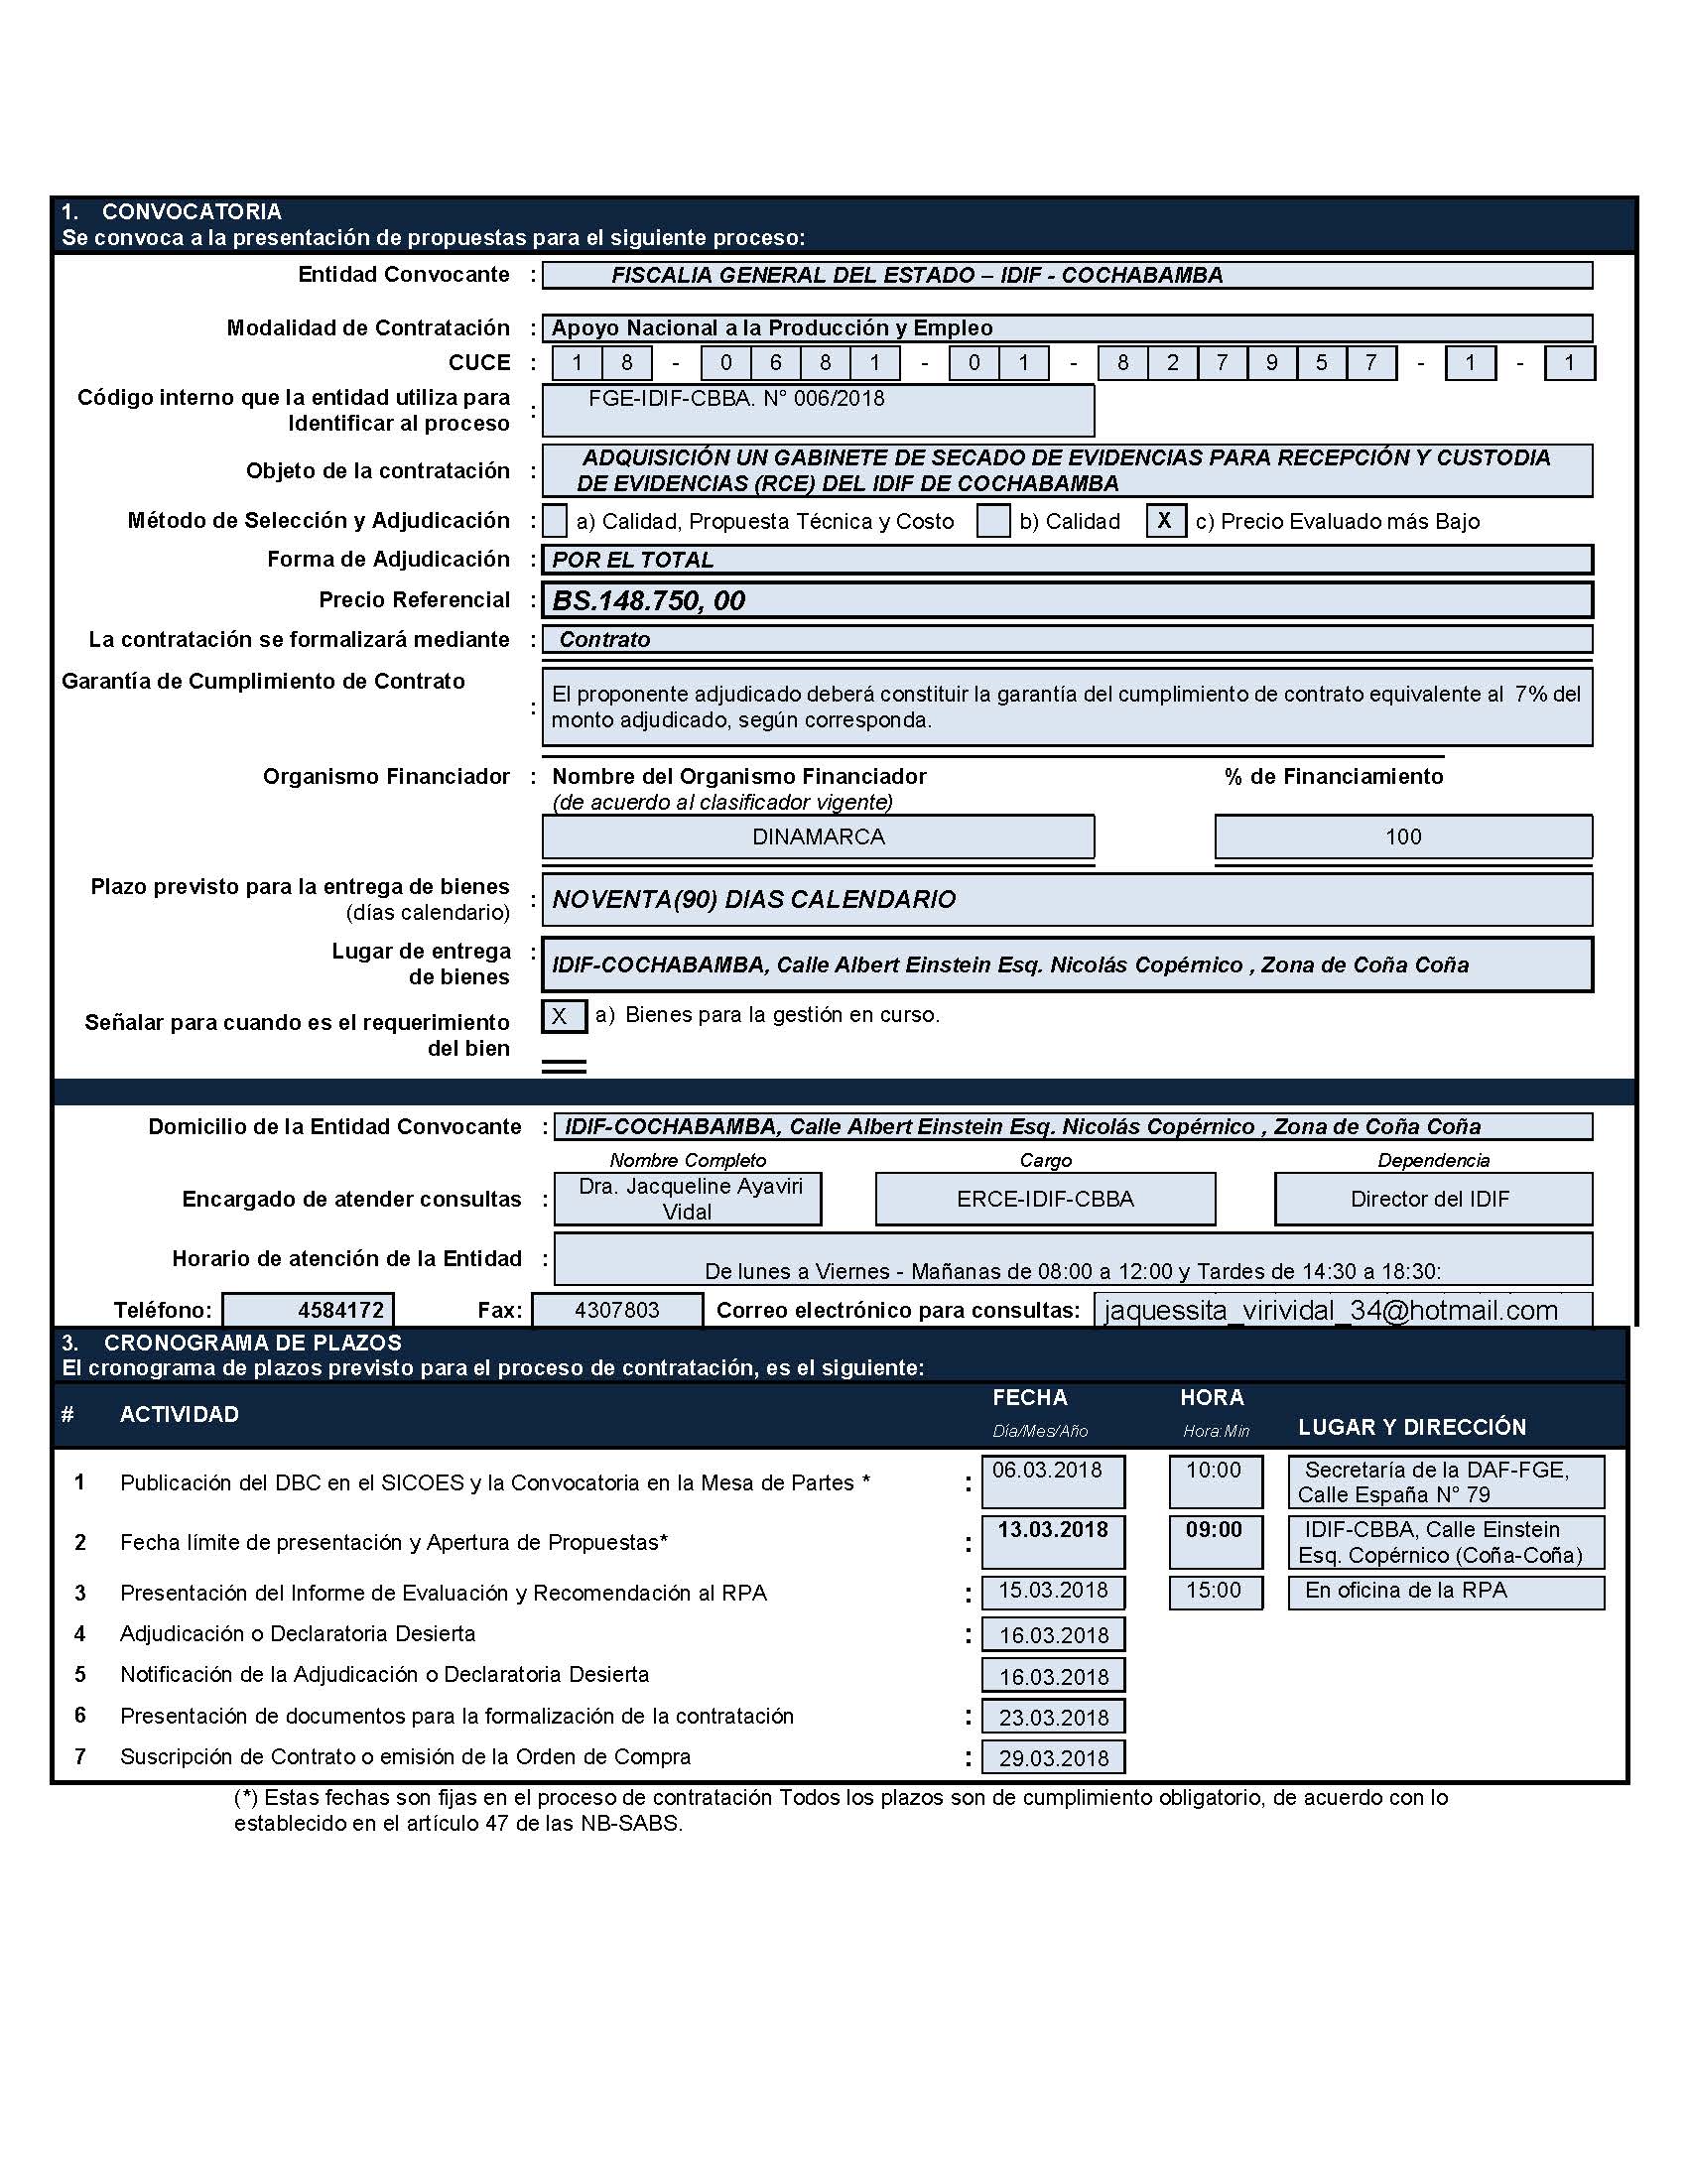 1. CONVOCATORIA
Se convoca a la presentación de propuestas para el siguiente proceso:
Entidad Convocante : FISCALIA GENERAL DEL ESTADO – IDIF - COCHABAMBA
Modalidad de Contratación : Apoyo Nacional a la Producción y Empleo
CUCE : 1 8 - 0 6 8 1 - 0 1 - 8 2 7 9 5 7 - 1 - 1
Código interno que la entidad utiliza para
Identificar al proceso : FGE-IDIF-CBBA. N° 006/2018
Objeto de la contratación : ADQUISICIÓN UN GABINETE DE SECADO DE EVIDENCIAS PARA RECEPCIÓN Y CUSTODIA
DE EVIDENCIAS (RCE) DEL IDIF DE COCHABAMBA
Método de Selección y Adjudicación : a) Calidad, Propuesta Técnica y Costo b) Calidad X c) Precio Evaluado más Bajo
Forma de Adjudicación : POR EL TOTAL
Precio Referencial : BS.148.750, 00
La contratación se formalizará mediante : Contrato
Garantía de Cumplimiento de Contrato
: El proponente adjudicado deberá constituir la garantía del cumplimiento de contrato equivalente al 7% del
monto adjudicado, según corresponda.
Organismo Financiador : Nombre del Organismo Financiador % de Financiamiento
(de acuerdo al clasificador vigente)
DINAMARCA 100
Plazo previsto para la entrega de bienes
(días calendario) : NOVENTA(90) DIAS CALENDARIO
Lugar de entrega :
de bienes IDIF-COCHABAMBA, Calle Albert Einstein Esq. Nicolás Copérnico , Zona de Coña Coña
Señalar para cuando es el requerimiento
del bien X a) Bienes para la gestión en curso.
Domicilio de la Entidad Convocante : IDIF-COCHABAMBA, Calle Albert Einstein Esq. Nicolás Copérnico , Zona de Coña Coña
Nombre Completo Cargo Dependencia
Encargado de atender consultas : Dra. Jacqueline Ayaviri
Vidal ERCE-IDIF-CBBA Director del IDIF
Horario de atención de la Entidad : De lunes a Viernes - Mañanas de 08:00 a 12:00 y Tardes de 14:30 a 18:30:
Teléfono: 4584172 Fax: 4307803 Correo electrónico para consultas: jaquessita_virividal_34@hotmail.com
3. CRONOGRAMA DE PLAZOS
El cronograma de plazos previsto para el proceso de contratación, es el siguiente:
# ACTIVIDAD FECHA HORA LUGAR Y DIRECCIÓN
Día/Mes/Año Hora:Min
1 Publicación del DBC en el SICOES y la Convocatoria en la Mesa de Partes * : 06.03.2018 10:00 Secretaría de la DAF-FGE,
Calle España N° 79
2 Fecha límite de presentación y Apertura de Propuestas* : 13.03.2018 09:00 IDIF-CBBA, Calle Einstein
Esq. Copérnico (Coña-Coña)
3 Presentación del Informe de Evaluación y Recomendación al RPA : 15.03.2018 15:00 En oficina de la RPA
4 Adjudicación o Declaratoria Desierta : 16.03.2018
5 Notificación de la Adjudicación o Declaratoria Desierta 16.03.2018
6 Presentación de documentos para la formalización de la contratación : 23.03.2018
7 Suscripción de Contrato o emisión de la Orden de Compra : 29.03.2018
(*) Estas fechas son fijas en el proceso de contratación Todos los plazos son de cumplimiento obligatorio, de acuerdo con lo
establecido en el artículo 47 de las NB-SABS.